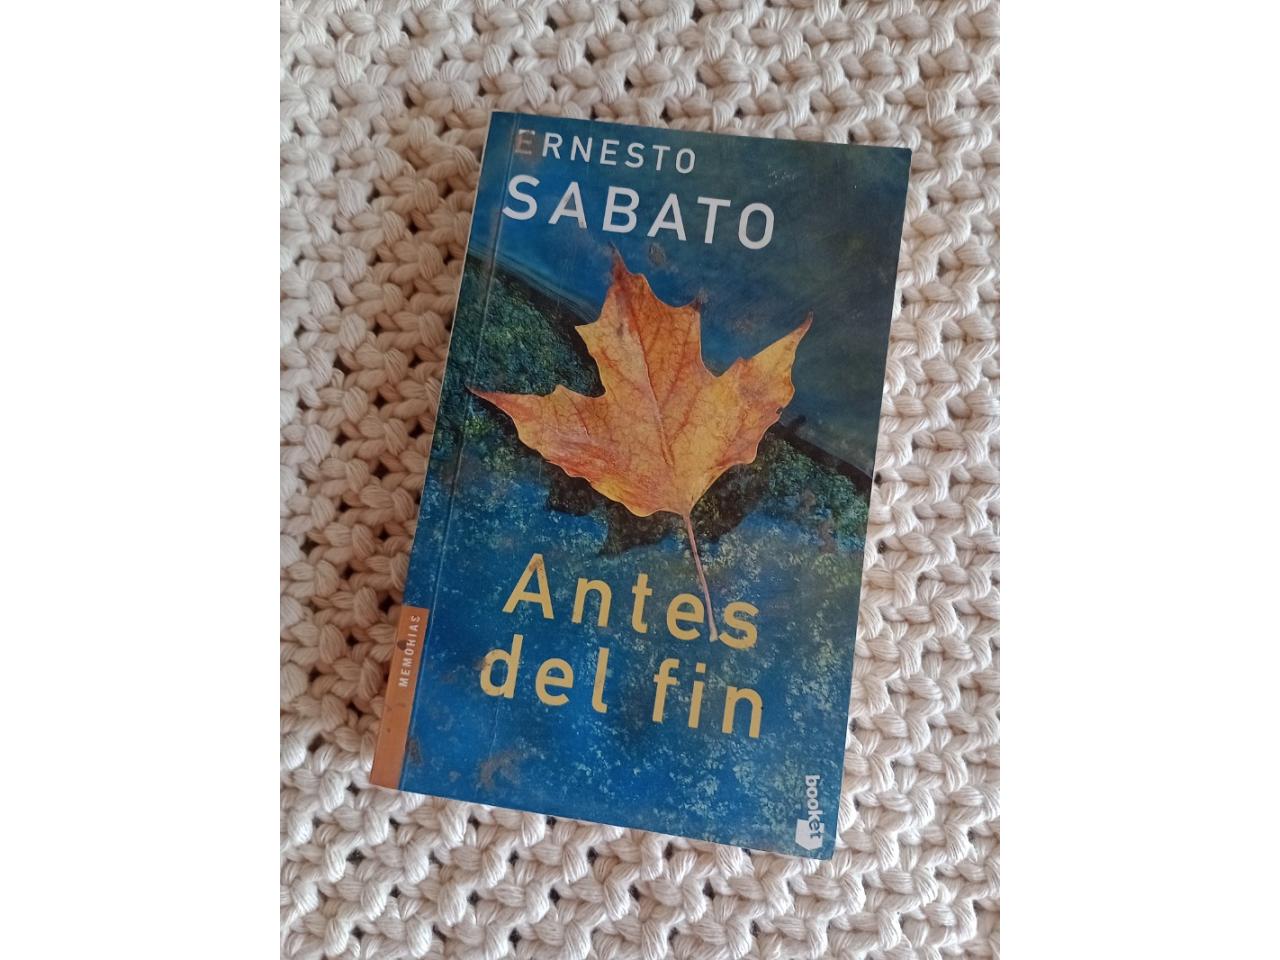 ERNESTO
SABATO
Antes
del fin
MEMORIAS
booket